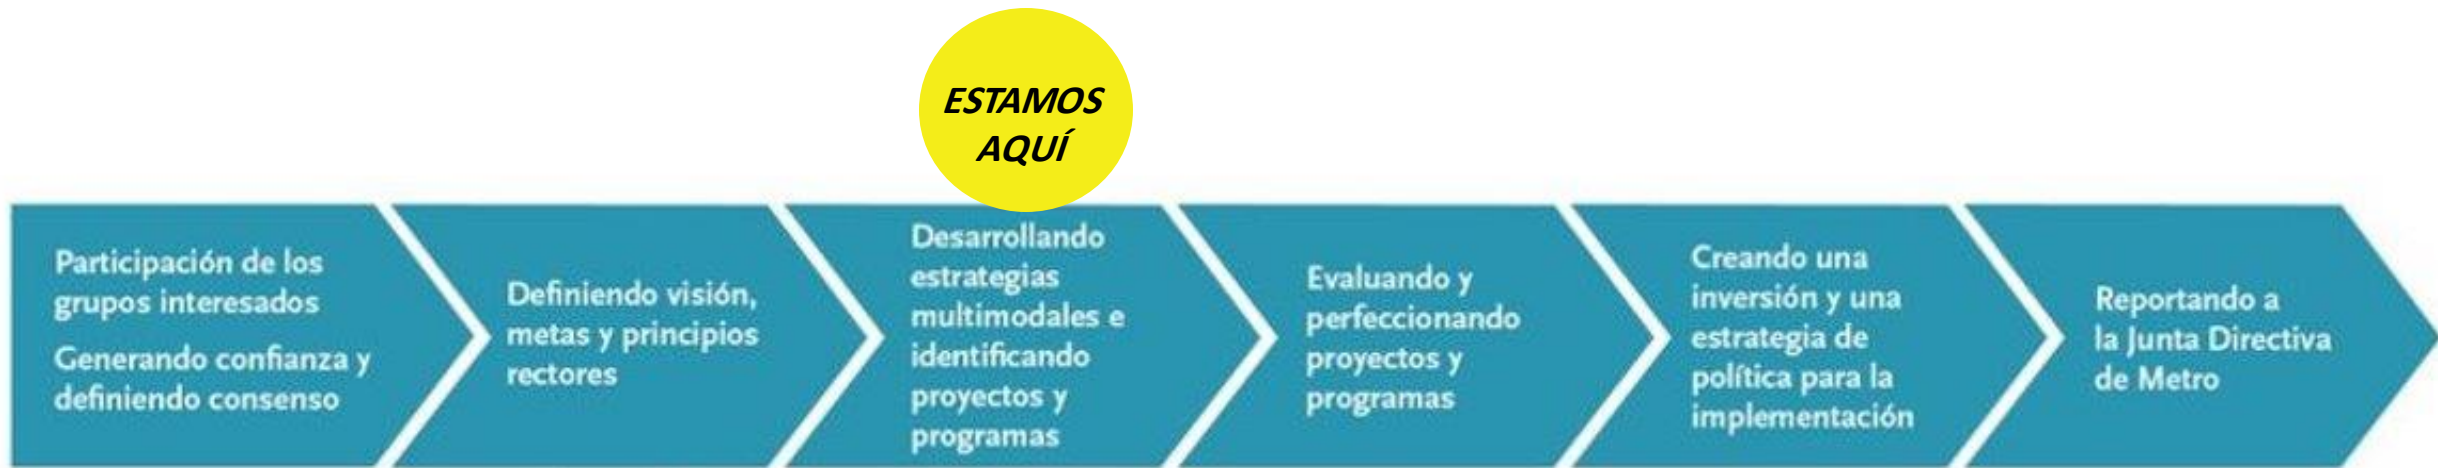 ESTAMOS
AQUÍ
Participación de los
grupos interesados
Generando confianza y
definiendo consenso
Definiendo visión,
metas y principios
rectores
Desarrollando
estrategias
multimodales e
identificando
proyectos y
programas
Evaluando y
perfeccionando
proyectos y
programas
Creando una
inversión y una
estrategia de
política para la
implementación
Reportando a
la Junta Directiva
de Metro